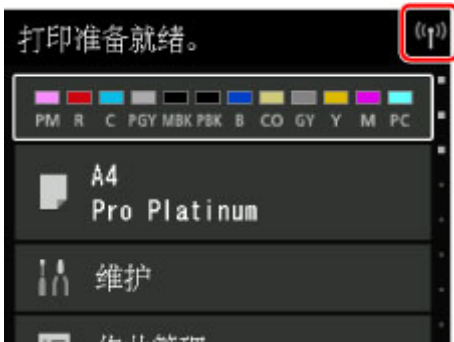 打印准备就绪。
PM R C PGY MBK PBK B CO GY Y M PC
A4
Pro Platinum
维护